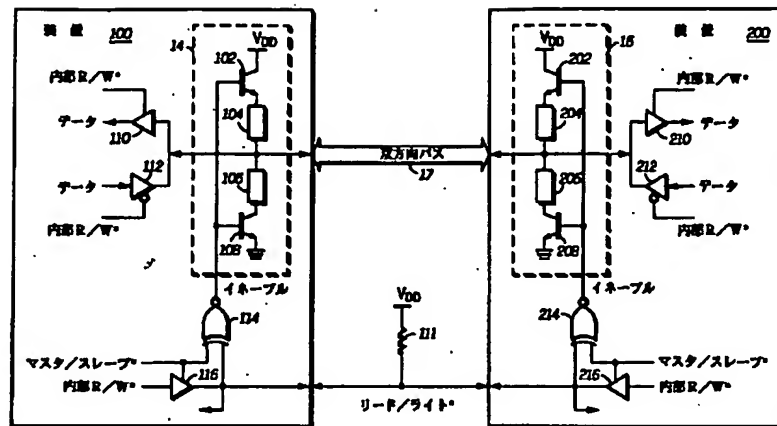 装置 100
14
102
VDD
内部R/W*
データ
110
104
データ
112
106
108
内部R/W*
イネーブル
114
マスタ/スレーブ*
内部R/W*
116
双方向バス
17
VDD
111
リード/ライト*
装置 200
16
202
VDD
内部R/W*
データ
210
204
212
データ
206
208
内部R/W*
イネーブル
214
マスタ/スレーブ*
216
内部R/W*